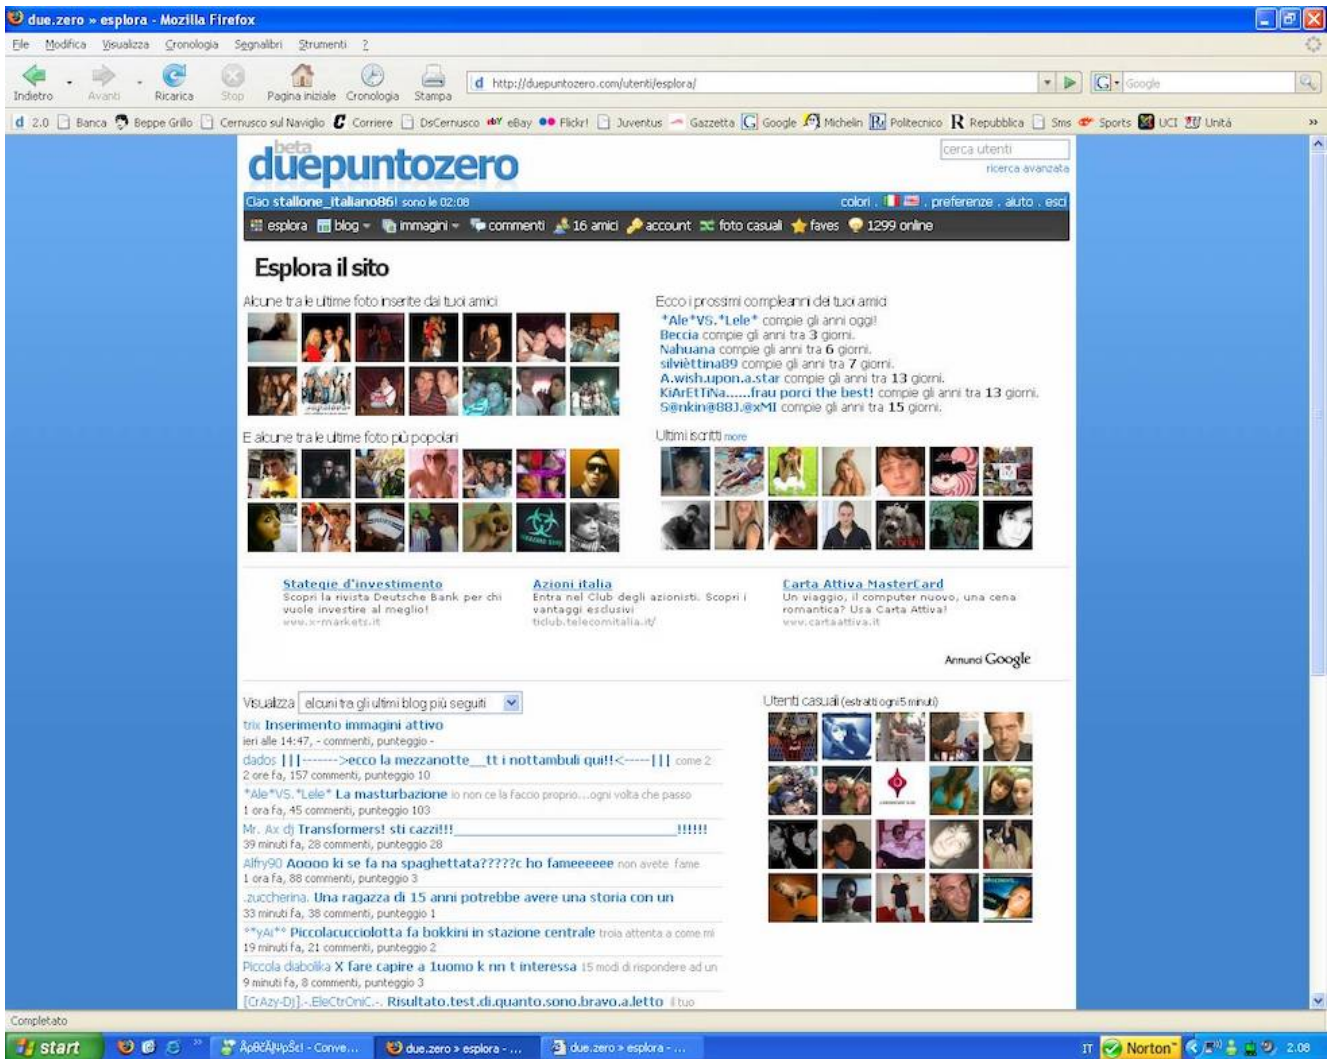 due.zero » esplora - Mozilla Firefox
File Modifica Visualizza Cronologia Segnalibri Strumenti ?
Indietro Avanti Ricarica Stop Pagina iniziale Cronologia Stampa
http://duepuntozero.com/utenti/esplora/
Google
2.0 Banca Beppe Grillo Cernusco sul Naviglio Corriere DsCernusco eBay Flickr! Juventus Gazzetta Google Michelin Politecnico Repubblica Sms Sports UCI Unità »
beta
duepuntozero
cerca utenti
ricerca avanzata
Ciao stallone_italiano86! sono le 02:08
colori . . preferenze . aiuto . esci
esplora blog immagini commenti 16 amici account foto casuali faves 1299 online
Esplora il sito
Alcune tra le ultime foto inserite dai tuoi amici
Ecco i prossimi compleanni dei tuoi amici
*Ale*VS.*Lele* compie gli anni oggi!
Beccia compie gli anni tra 3 giorni.
Nahuana compie gli anni tra 6 giorni.
silvièttina89 compie gli anni tra 7 giorni.
A.wish.upon.a.star compie gli anni tra 13 giorni.
KiArEtTiNa......frau porci the best! compie gli anni tra 13 giorni.
S@nkin@88J.@xMI compie gli anni tra 15 giorni.
E alcune tra le ultime foto più popolari
Ultimi iscritti more
Stategie d'investimento
Scopri la rivista Deutsche Bank per chi
vuole investire al meglio!
www.x-markets.it
Azioni italia
Entra nel Club degli azionisti. Scopri i
vantaggi esclusivi
ticlub.telecomitalia.it/
Carta Attiva MasterCard
Un viaggio, il computer nuovo, una cena
romantica? Usa Carta Attiva!
www.cartaattiva.it
Annunci Google
Visualizza alcuni tra gli ultimi blog più seguiti
trix Inserimento immagini attivo
ieri alle 14:47, - commenti, punteggio -
dados |||------->ecco la mezzanotte__tt i nottambuli qui!!<-----||| come 2
2 ore fa, 157 commenti, punteggio 10
*Ale*VS.*Lele* La masturbazione io non ce la faccio proprio...ogni volta che passo
1 ora fa, 45 commenti, punteggio 103
Mr. Ax dj Transformers! sti cazzi!!!______________________________!!!!!!
39 minuti fa, 28 commenti, punteggio 28
Alfry90 Aoooo ki se fa na spaghettata?????c ho fameeeeee non avete fame
1 ora fa, 88 commenti, punteggio 3
.zuccherina. Una ragazza di 15 anni potrebbe avere una storia con un
33 minuti fa, 38 commenti, punteggio 1
°*yAi*° Piccolacucciolotta fa bokkini in stazione centrale troia attenta a come mi
19 minuti fa, 21 commenti, punteggio 2
Piccola diabolika X fare capire a 1uomo k nn t interessa 15 modi di rispondere ad un
9 minuti fa, 8 commenti, punteggio 3
[CrAzy-Dj].-.EleCtrOniC.-. Risultato.test.di.quanto.sono.bravo.a.letto il tuo
Utenti casuali (estratti ogni 5 minuti)
Completato
start
- Conve...
due.zero » esplora - ...
due.zero » esplora - ...
IT Norton™ 2.08